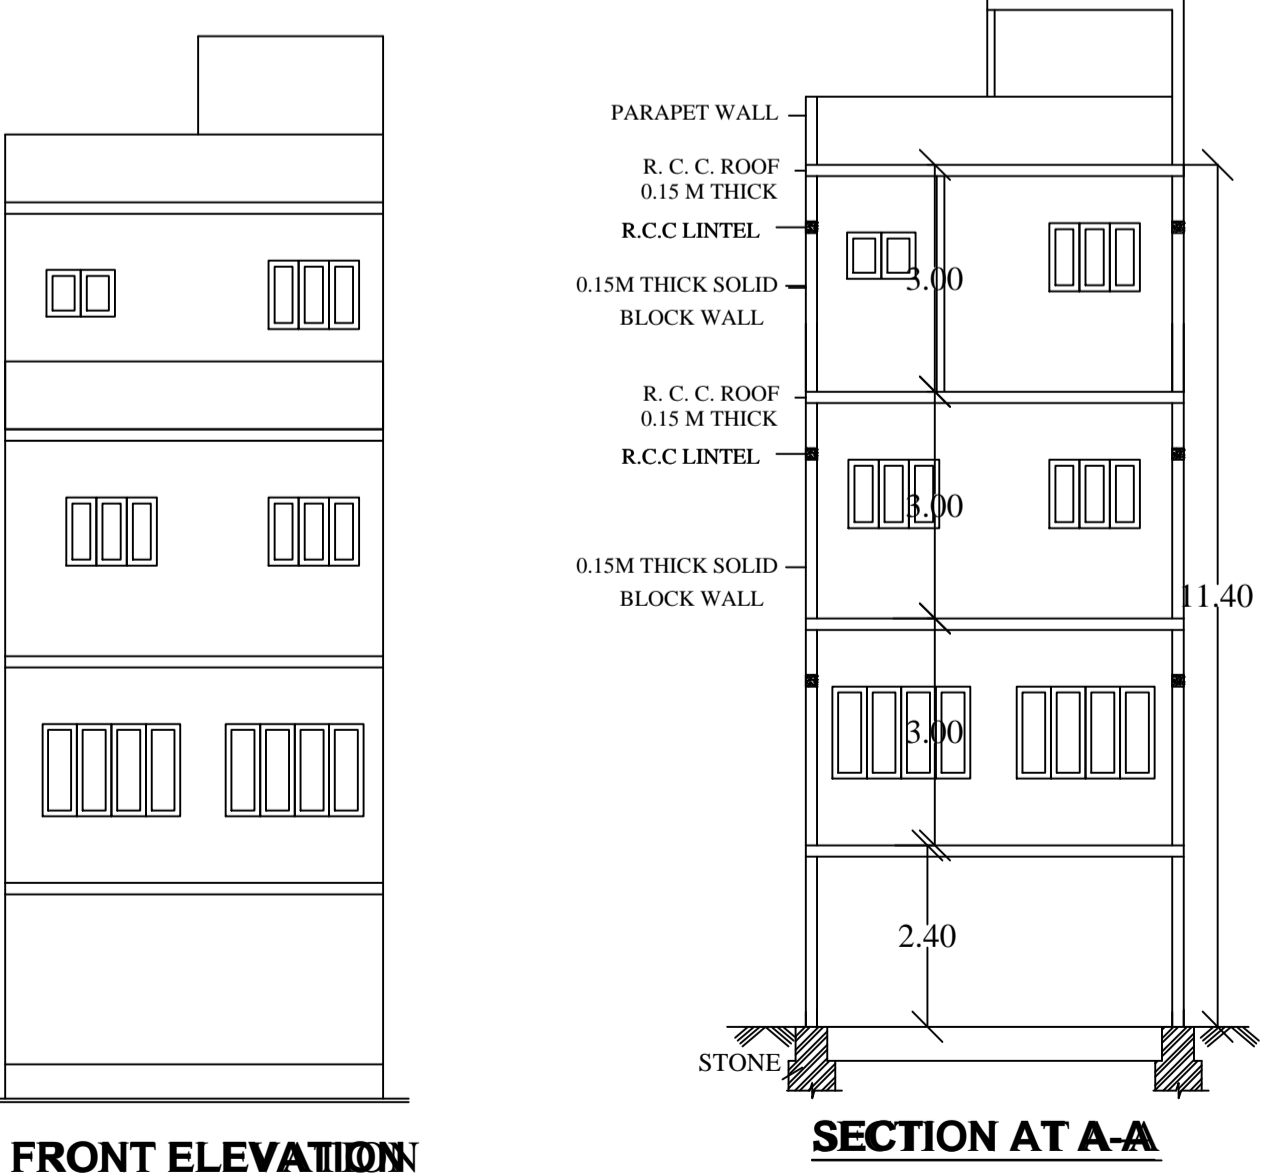 PARAPET WALL
R. C. C. ROOF
0.15 M THICK
R.C.C LINTEL
0.15M THICK SOLID
BLOCK WALL
3.00
R. C. C. ROOF
0.15 M THICK
R.C.C LINTEL
3.00
0.15M THICK SOLID
BLOCK WALL
11.40
3.00
2.40
STONE
FRONT ELEVATION
SECTION AT A-A